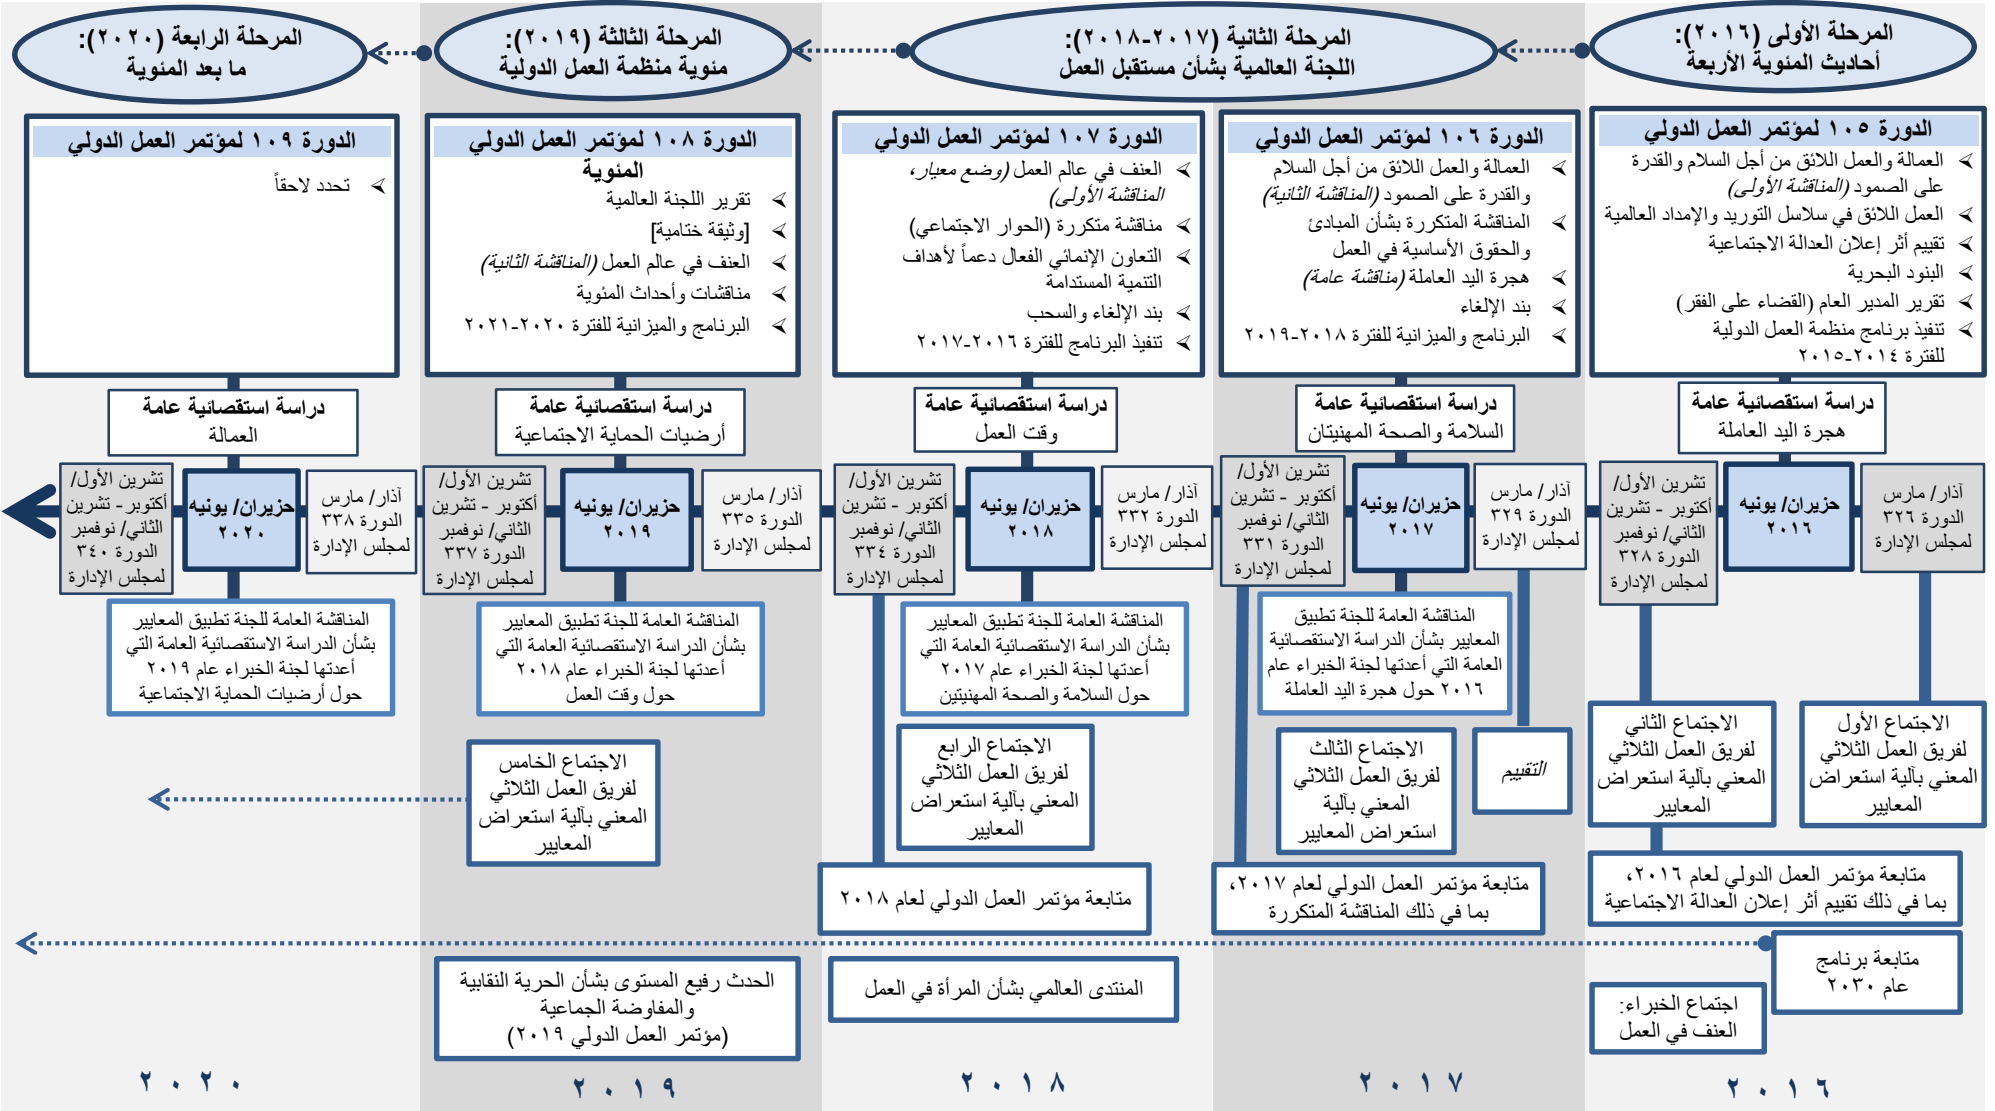 المرحلة الأولى (٢٠١٦):
أحاديث المئوية الأربعة
المرحلة الثانية (٢٠١٧-٢٠١٨):
اللجنة العالمية بشأن مستقبل العمل
المرحلة الثالثة (٢٠١٩):
مئوية منظمة العمل الدولية
المرحلة الرابعة (٢٠٢٠):
ما بعد المئوية
الدورة ١٠٥ لمؤتمر العمل الدولي
العمالة والعمل اللائق من أجل السلام والقدرة
على الصمود (المناقشة الأولى)
العمل اللائق في سلاسل التوريد والإمداد العالمية
تقييم أثر إعلان العدالة الاجتماعية
البنود البحرية
تقرير المدير العام (القضاء على الفقر)
تنفيذ برنامج منظمة العمل الدولية
للفترة ٢٠١٤-٢٠١٥
الدورة ١٠٦ لمؤتمر العمل الدولي
العمالة والعمل اللائق من أجل السلام
والقدرة على الصمود (المناقشة الثانية)
المناقشة المتكررة بشأن المبادئ
والحقوق الأساسية في العمل
هجرة اليد العاملة (مناقشة عامة)
بند الإلغاء
البرنامج والميزانية للفترة ٢٠١٨-٢٠١٩
الدورة ١٠٧ لمؤتمر العمل الدولي
العنف في عالم العمل (وضع معيار،
المناقشة الأولى)
مناقشة متكررة (الحوار الاجتماعي)
التعاون الإنمائي الفعال دعماً لأهداف
التنمية المستدامة
بند الإلغاء والسحب
تنفيذ البرنامج للفترة ٢٠١٦-٢٠١٧
الدورة ١٠٨ لمؤتمر العمل الدولي
المئوية
تقرير اللجنة العالمية
[وثيقة ختامية]
العنف في عالم العمل (المناقشة الثانية)
مناقشات وأحداث المئوية
البرنامج والميزانية للفترة ٢٠٢٠-٢٠٢١
الدورة ١٠٩ لمؤتمر العمل الدولي
تحدد لاحقاً
دراسة استقصائية عامة
هجرة اليد العاملة
دراسة استقصائية عامة
السلامة والصحة المهنيتان
دراسة استقصائية عامة
وقت العمل
دراسة استقصائية عامة
أرضيات الحماية الاجتماعية
دراسة استقصائية عامة
العمالة
آذار/ مارس
الدورة ٣٢٦
لمجلس الإدارة
حزيران/ يونيه
٢٠١٦
تشرين الأول/
أكتوبر - تشرين
الثاني/ نوفمبر
الدورة ٣٢٨
لمجلس الإدارة
آذار/ مارس
الدورة ٣٢٩
لمجلس الإدارة
حزيران/ يونيه
٢٠١٧
تشرين الأول/
أكتوبر - تشرين
الثاني/ نوفمبر
الدورة ٣٣١
لمجلس الإدارة
آذار/ مارس
الدورة ٣٣٢
لمجلس الإدارة
حزيران/ يونيه
٢٠١٨
تشرين الأول/
أكتوبر - تشرين
الثاني/ نوفمبر
الدورة ٣٣٤
لمجلس الإدارة
آذار/ مارس
الدورة ٣٣٥
لمجلس الإدارة
حزيران/ يونيه
٢٠١٩
تشرين الأول/
أكتوبر - تشرين
الثاني/ نوفمبر
الدورة ٣٣٧
لمجلس الإدارة
آذار/ مارس
الدورة ٣٣٨
لمجلس الإدارة
حزيران/ يونيه
٢٠٢٠
تشرين الأول/
أكتوبر - تشرين
الثاني/ نوفمبر
الدورة ٣٤٠
لمجلس الإدارة
المناقشة العامة للجنة تطبيق
المعايير بشأن الدراسة الاستقصائية
العامة التي أعدتها لجنة الخبراء عام
٢٠١٦ حول هجرة اليد العاملة
المناقشة العامة للجنة تطبيق المعايير
بشأن الدراسة الاستقصائية العامة التي
أعدتها لجنة الخبراء عام ٢٠١٧
حول السلامة والصحة المهنيتين
المناقشة العامة للجنة تطبيق المعايير
بشأن الدراسة الاستقصائية العامة التي
أعدتها لجنة الخبراء عام ٢٠١٨
حول وقت العمل
المناقشة العامة للجنة تطبيق المعايير
بشأن الدراسة الاستقصائية العامة التي
أعدتها لجنة الخبراء عام ٢٠١٩
حول أرضيات الحماية الاجتماعية
الاجتماع الأول
لفريق العمل الثلاثي
المعني بآلية استعراض
المعايير
الاجتماع الثاني
لفريق العمل الثلاثي
المعني بآلية استعراض
المعايير
التقييم
الاجتماع الثالث
لفريق العمل الثلاثي
المعني بآلية
استعراض المعايير
الاجتماع الرابع
لفريق العمل الثلاثي
المعني بآلية استعراض
المعايير
الاجتماع الخامس
لفريق العمل الثلاثي
المعني بآلية استعراض
المعايير
متابعة مؤتمر العمل الدولي لعام ٢٠١٦،
بما في ذلك تقييم أثر إعلان العدالة الاجتماعية
متابعة مؤتمر العمل الدولي لعام ٢٠١٧،
بما في ذلك المناقشة المتكررة
متابعة مؤتمر العمل الدولي لعام ٢٠١٨
متابعة برنامج
عام ٢٠٣٠
اجتماع الخبراء:
العنف في العمل
المنتدى العالمي بشأن المرأة في العمل
الحدث رفيع المستوى بشأن الحرية النقابية
والمفاوضة الجماعية
(مؤتمر العمل الدولي ٢٠١٩)
٢٠١٦
٢٠١٧
٢٠١٨
٢٠١٩
٢٠٢٠